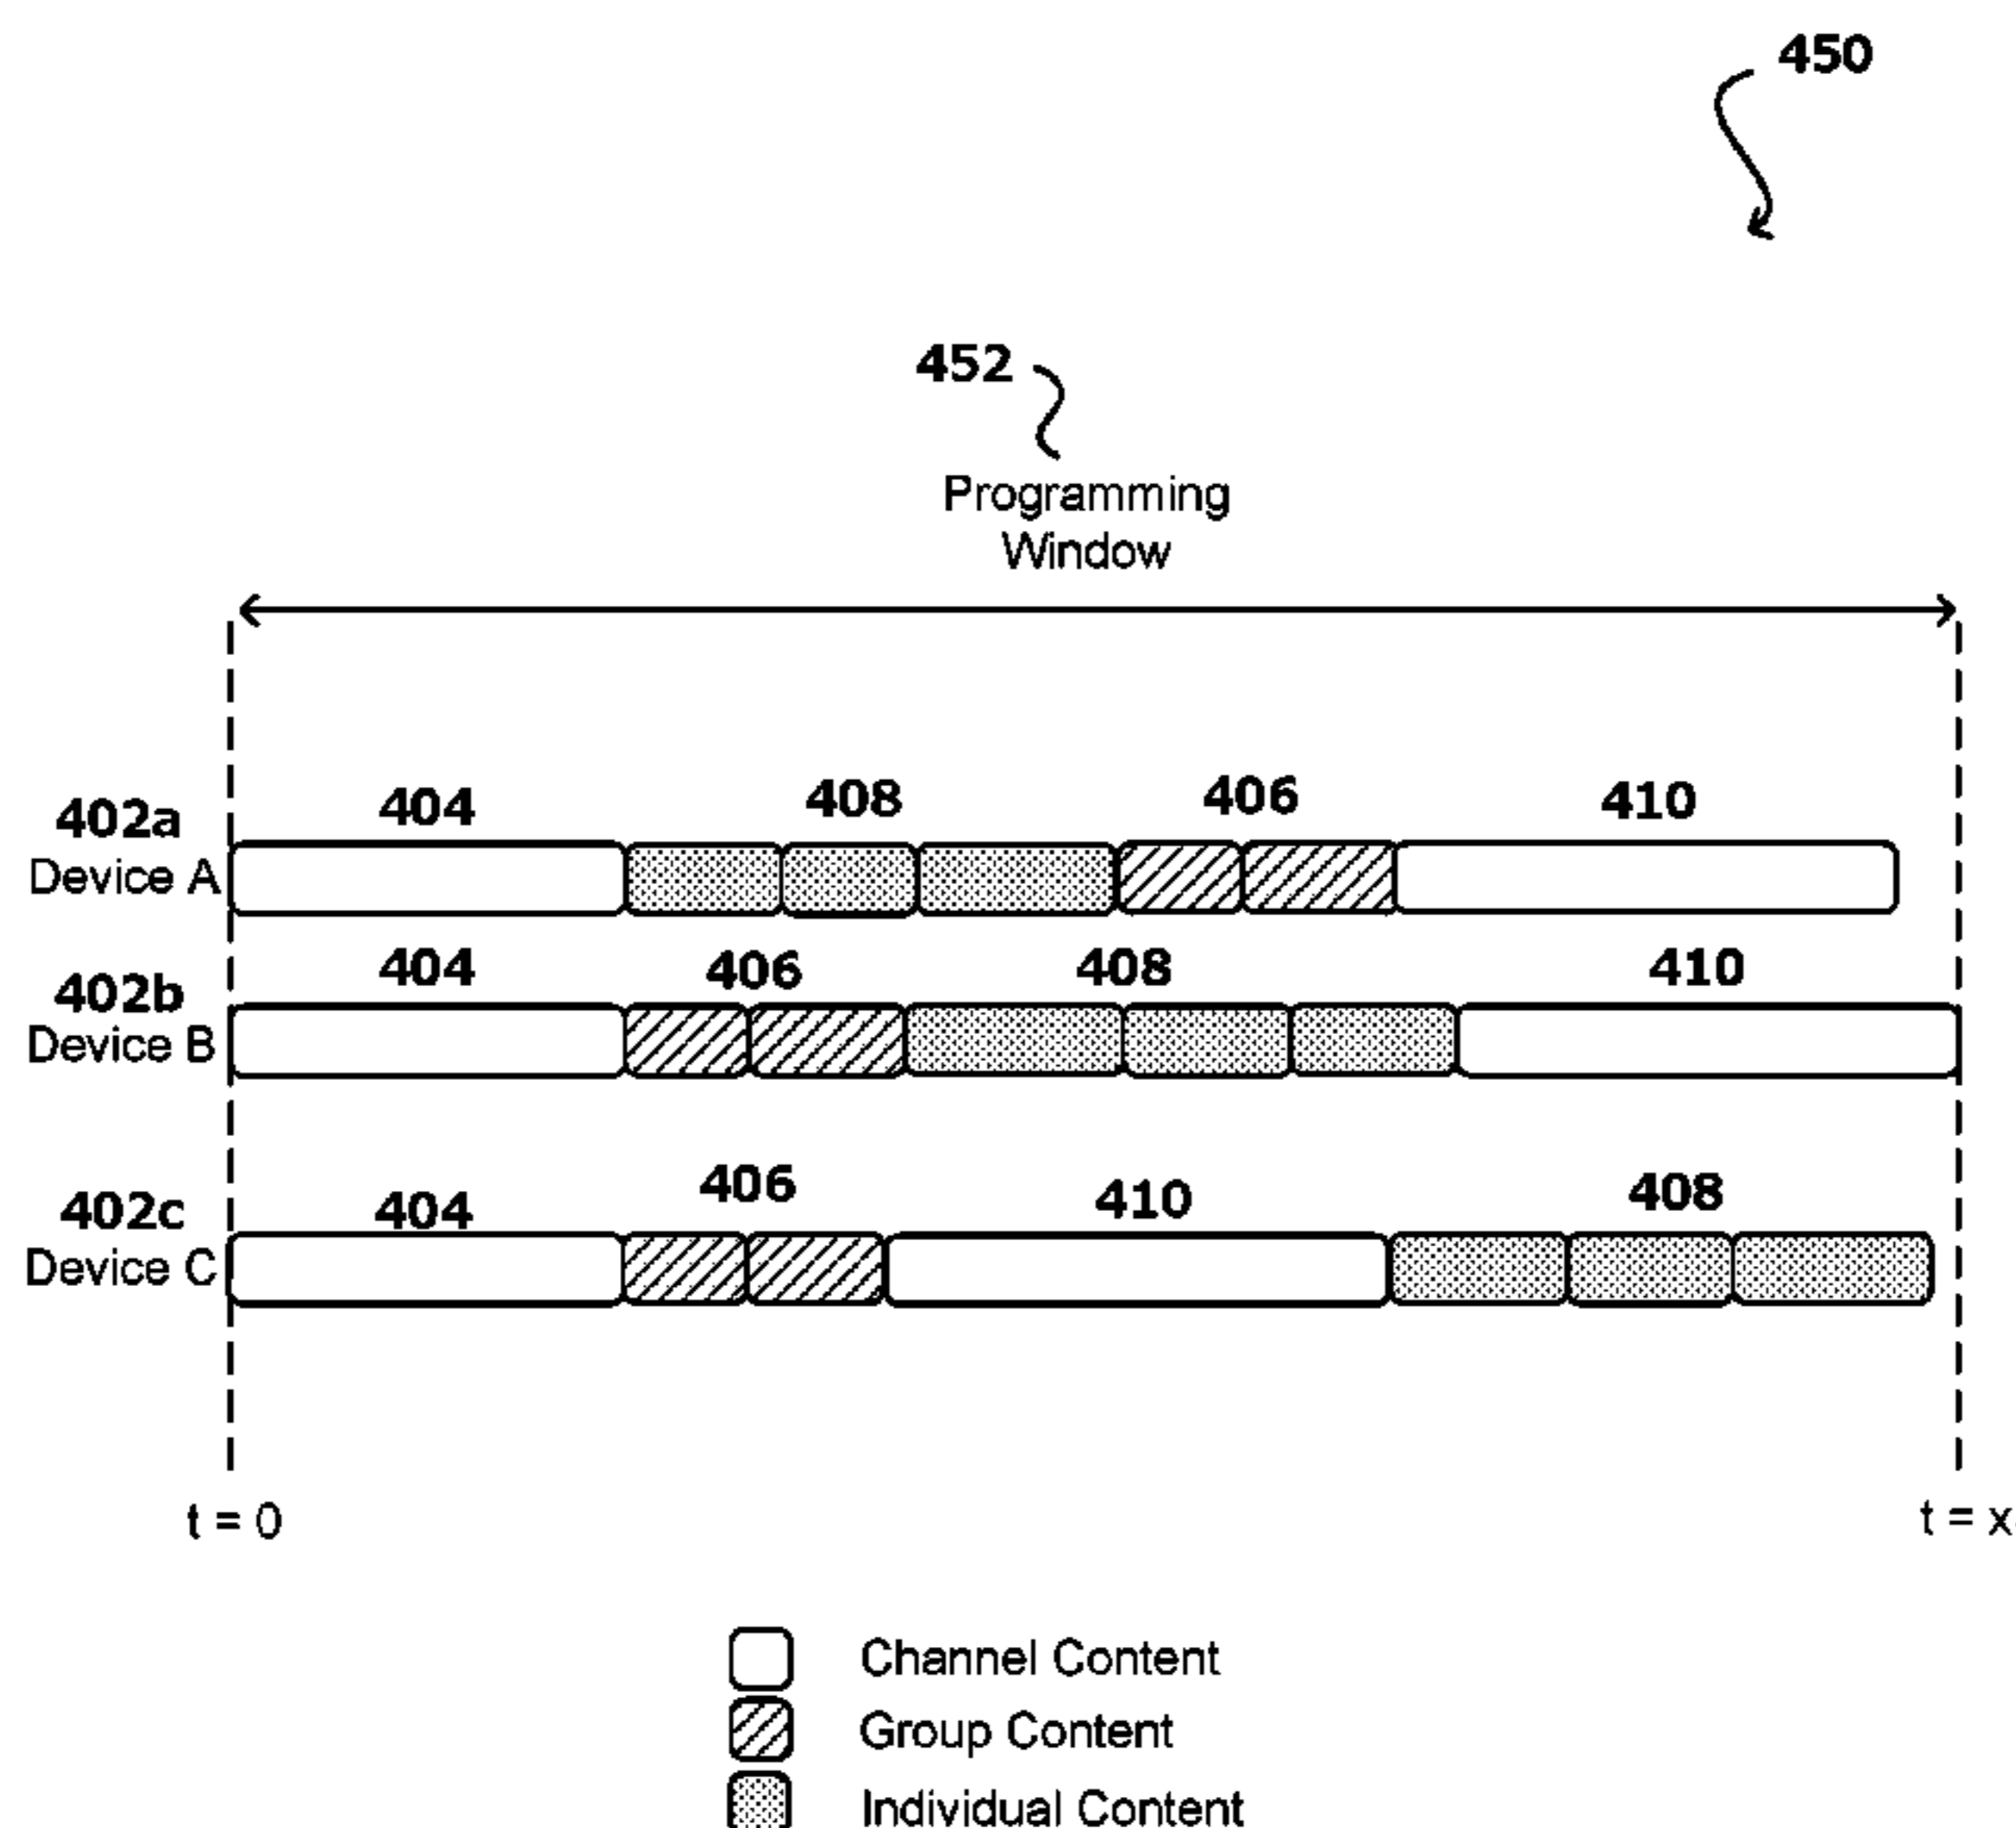 450
452
Programming
Window
404 408 406 410
402a
Device A
404 406 408 410
402b
Device B
404 406 410 408
402c
Device C
t = 0 t = x
Channel Content
Group Content
Individual Content